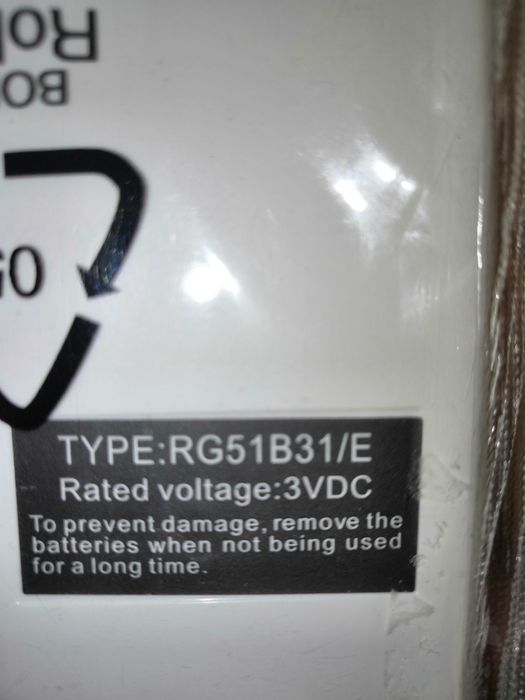 TYPE:RG51B31/E
Rated voltage:3VDC
To prevent damage, remove the
batteries when not being used
for a long time.